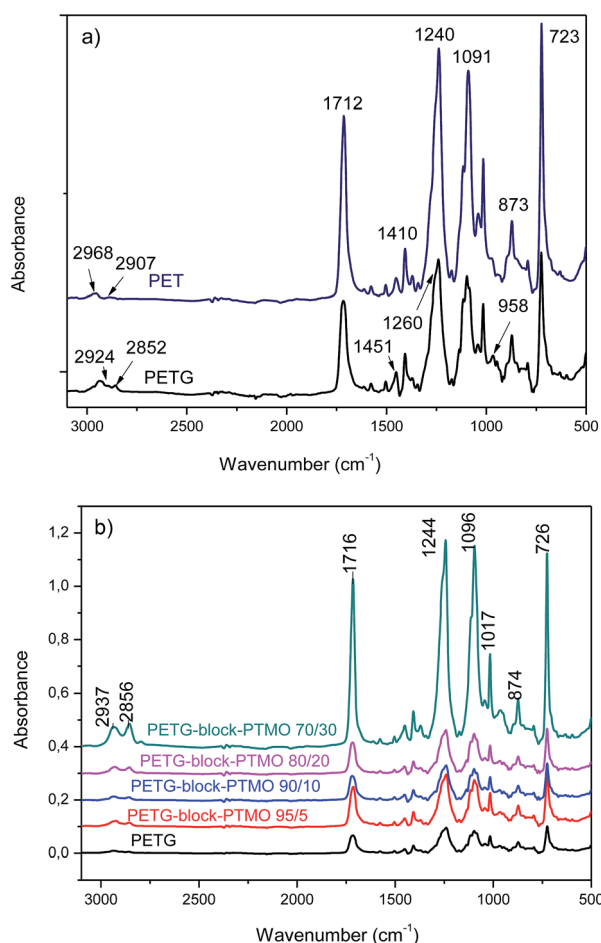 a)
1240
1091
723
1712
1410
873
2968
2907
PET
1260
958
2924
2852
1451
PETG
Absorbance
3000 2500 2000 1500 1000 500
Wavenumber (cm-1)
b)
1,2
1,0
0,8
0,6
0,4
0,2
0,0
1716
1244
1096
726
1017
874
2937
2856
PETG-block-PTMO 70/30
PETG-block-PTMO 80/20
PETG-block-PTMO 90/10
PETG-block-PTMO 95/5
PETG
Absorbance
3000 2500 2000 1500 1000 500
Wavenumber (cm-1)